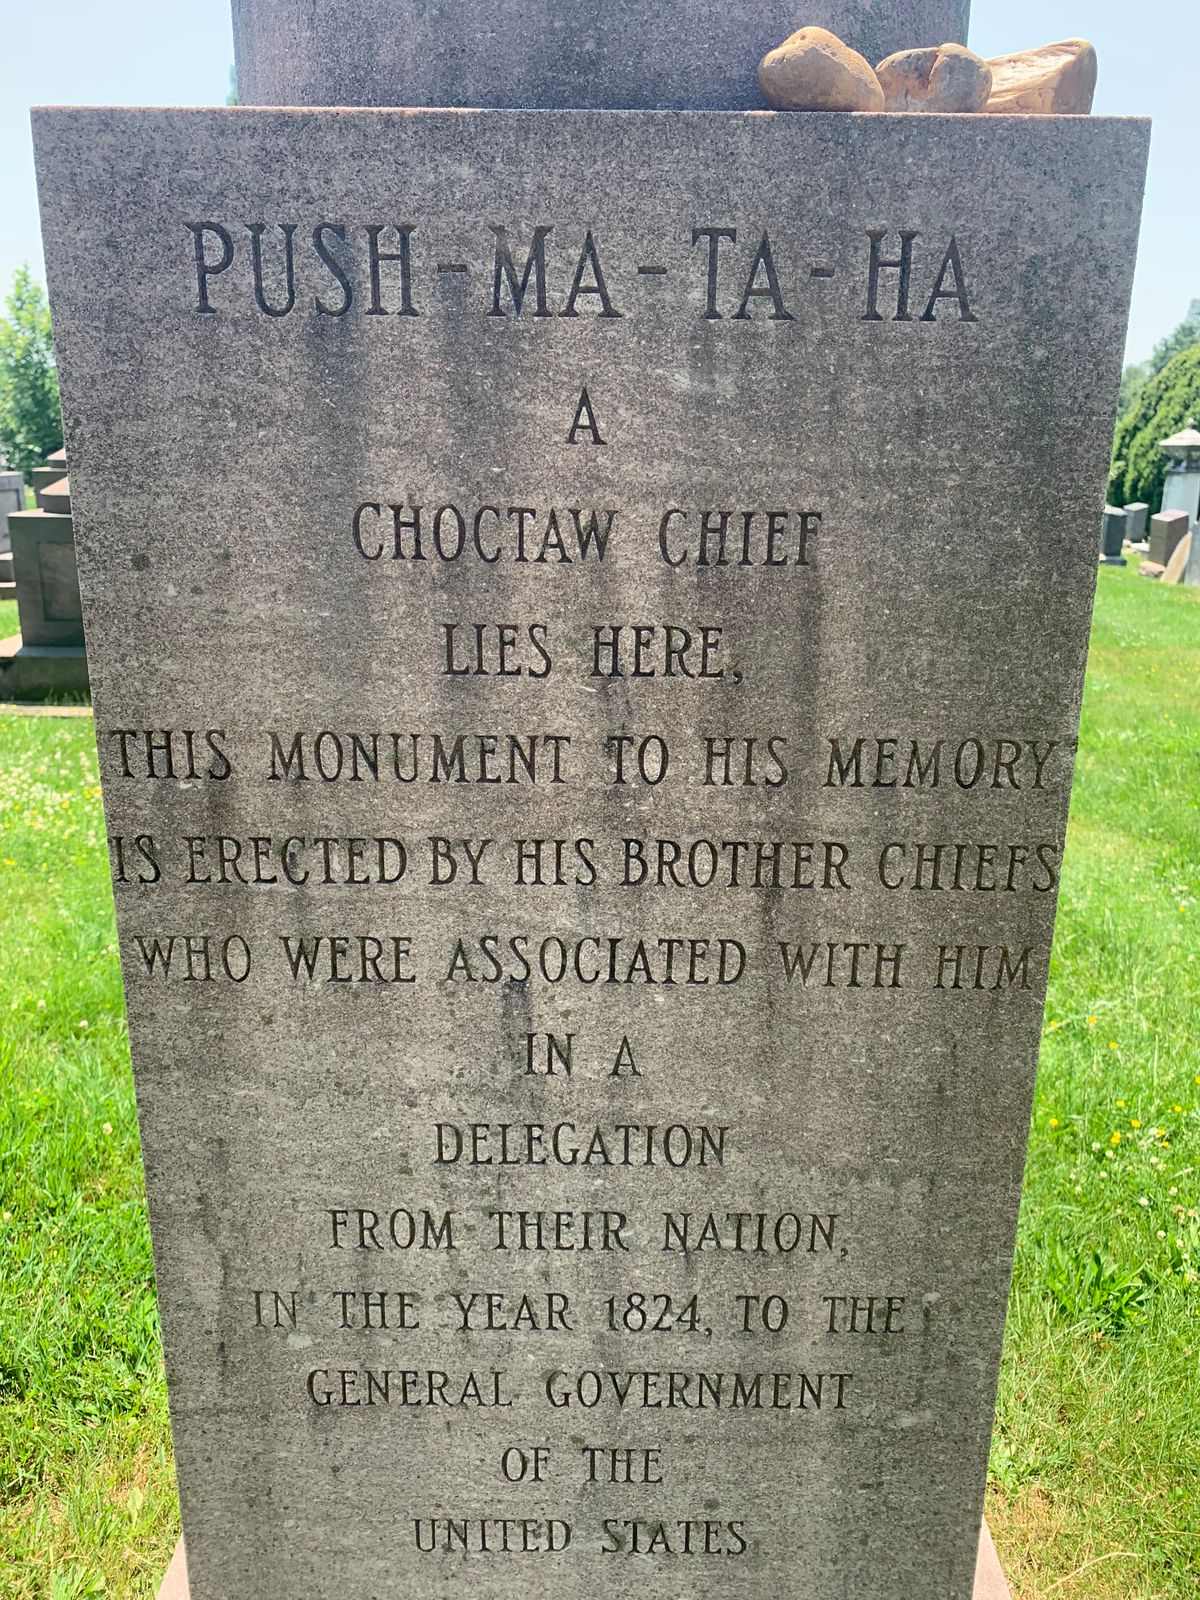 PUSH-MA-TA-HA
A
CHOCTAW CHIEF
LIES HERE,
THIS MONUMENT TO HIS MEMORY
IS ERECTED BY HIS BROTHER CHIEFS
WHO WERE ASSOCIATED WITH HIM
IN A
DELEGATION
FROM THEIR NATION,
IN THE YEAR 1824, TO THE
GENERAL GOVERNMENT
OF THE
UNITED STATES